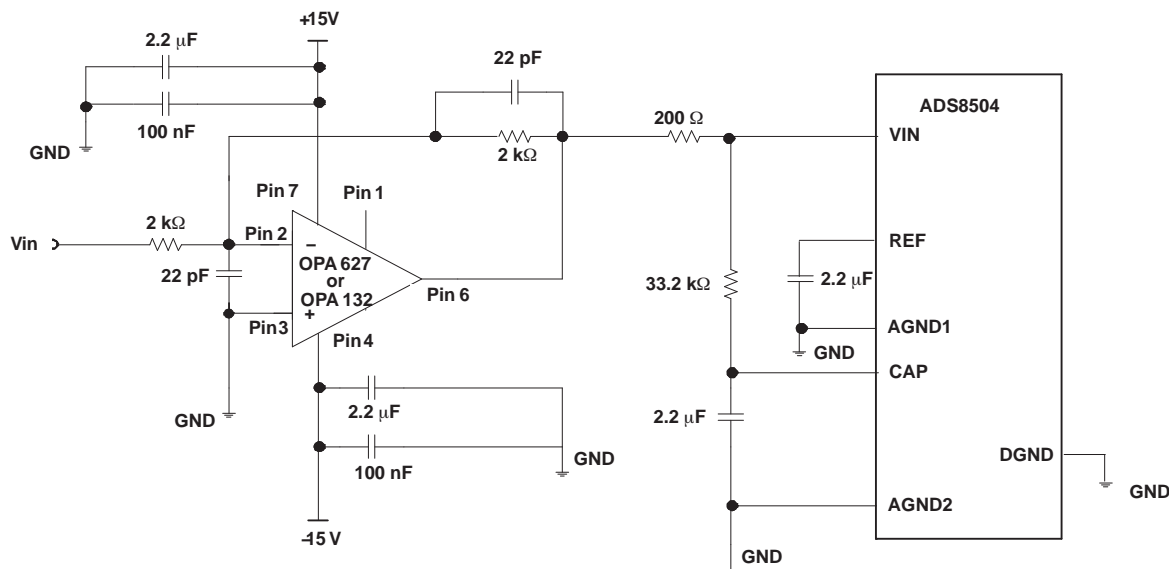 +15V
2.2 μF
100 nF
GND
22 pF
2 kΩ
200 Ω
ADS8504
VIN
Pin 7
Pin 1
Vin
2 kΩ
Pin 2
–
22 pF
OPA 627
or
OPA 132
Pin 6
Pin3
+
Pin4
GND
2.2 μF
100 nF
GND
–15 V
33.2 kΩ
REF
2.2 μF
AGND1
GND
CAP
2.2 μF
DGND
GND
AGND2
GND